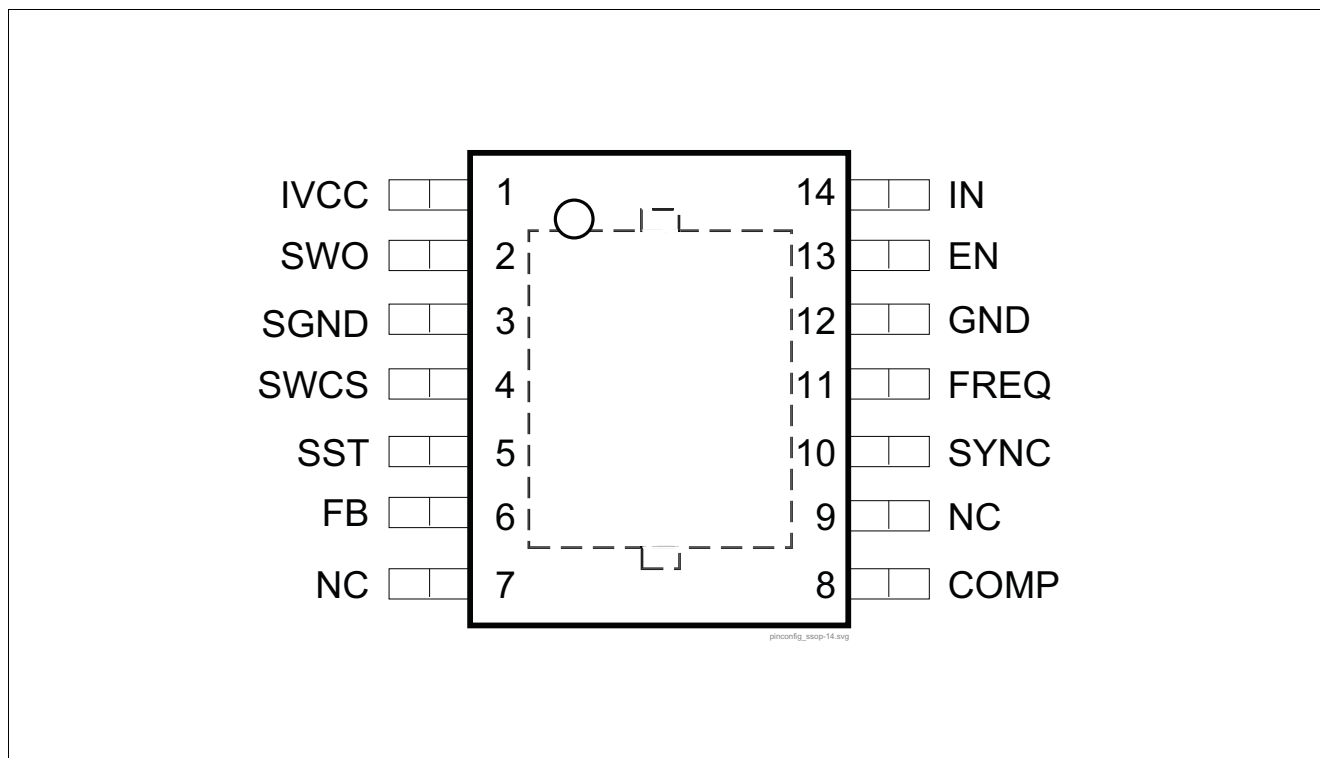 IVCC 1 14 IN
SWO 2 13 EN
SGND 3 12 GND
SWCS 4 11 FREQ
SST 5 10 SYNC
FB 6 9 NC
NC 7 8 COMP
pinconfig_ssop-14.svg